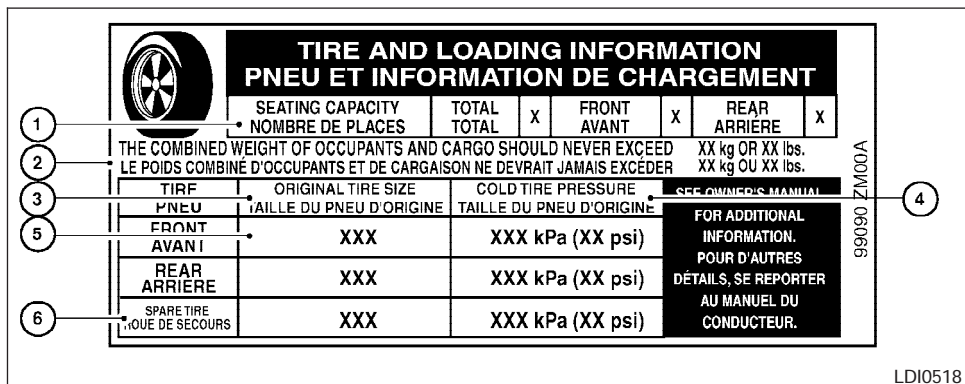 TIRE AND LOADING INFORMATION
PNEU ET INFORMATION DE CHARGEMENT
SEATING CAPACITY TOTAL X FRONT X REAR X
NOMBRE DE PLACES TOTAL AVANT ARRIÈRE
1
THE COMBINED WEIGHT OF OCCUPANTS AND CARGO SHOULD NEVER EXCEED XX kg OR XX lbs.
2
LE POIDS COMBINÉ D'OCCUPANTS ET DE CARGAISON NE DEVRAIT JAMAIS EXCÉDER XX kg OU XX lbs.
TIRE ORIGINAL TIRE SIZE COLD TIRE PRESSURE SEE OWNER'S MANUAL
3
PNEU TAILLE DU PNEU D'ORIGINE TAILLE DU PNEU D'ORIGINE
4
FOR ADDITIONAL
INFORMATION.
POUR D'AUTRES
DÉTAILS, SE REPORTER
AU MANUEL DU
CONDUCTEUR.
5
FRONT
AVANT XXX XXX kPa (XX psi)
REAR
ARRIÈRE XXX XXX kPa (XX psi)
6
SPARE TIRE
ROUE DE SECOURS XXX XXX kPa (XX psi)
99090 ZM00A
LDI0518